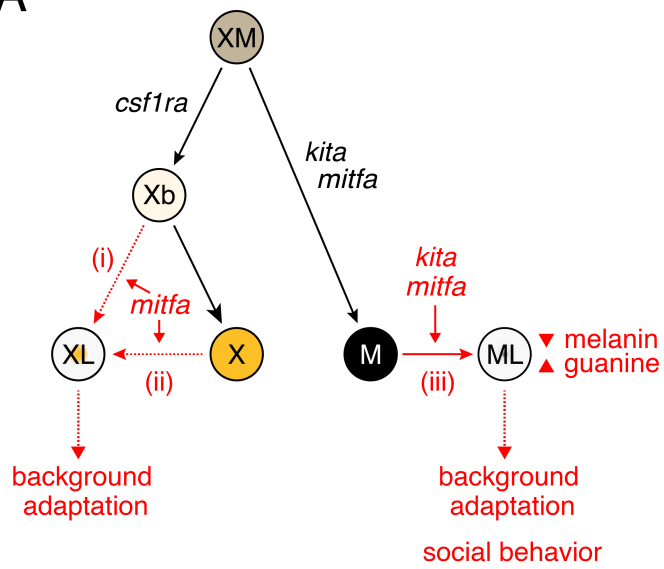 A
XM
csf1ra
kita
mitfa
Xb
(i)
mitfa
kita
mitfa
XL
X
M
ML
melanin
guanine
(ii)
(iii)
background
adaptation
background
adaptation
social behavior